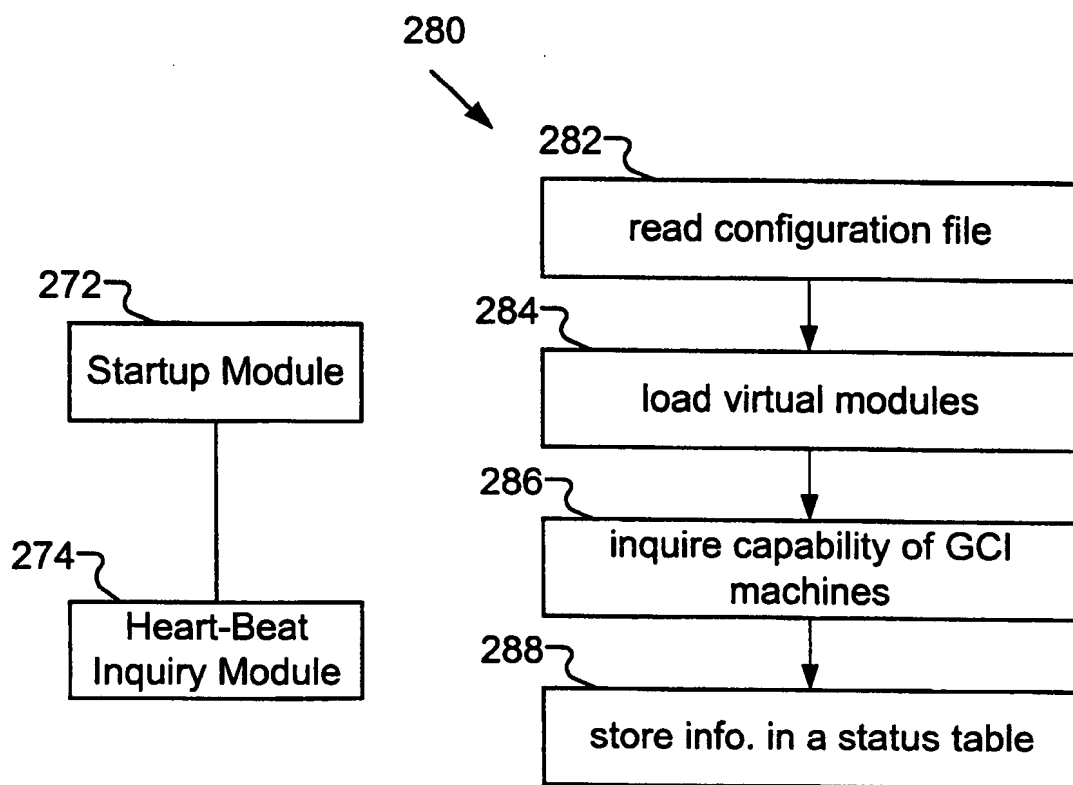 280
282
read configuration file
272
Startup Module
284
load virtual modules
286
inquire capability of GCI
machines
274
Heart-Beat
Inquiry Module
288
store info. in a status table